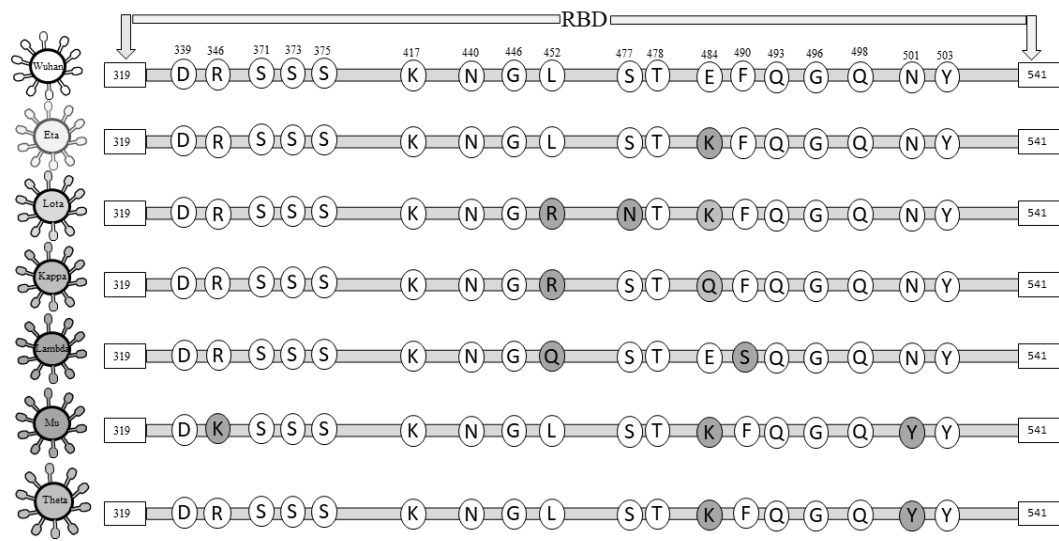 RBD
339 346 371 373 375 417 440 446 452 477 478 484 490 493 496 498 501 503
Wuhan 319 D R S S S K N G L S T E F Q G Q N Y 541
Eta 319 D R S S S K N G L S T K F Q G Q N Y 541
Lota 319 D R S S S K N G R N T K F Q G Q N Y 541
Kappa 319 D R S S S K N G R S T Q F Q G Q N Y 541
Lambda 319 D R S S S K N G Q S T E S Q G Q N Y 541
Mu 319 D K S S S K N G L S T K F Q G Q Y Y 541
Theta 319 D R S S S K N G L S T K F Q G Q Y Y 541